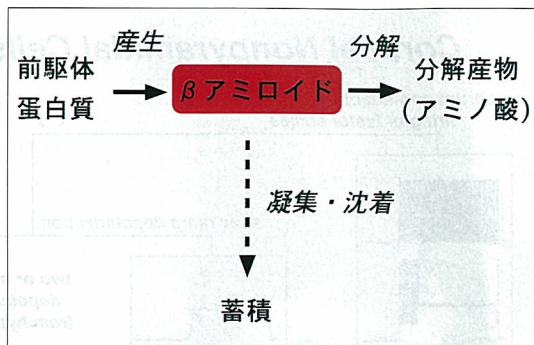 産生
分解
前駆体
蛋白質
βアミロイド
分解産物
(アミノ酸)
凝集・沈着
蓄積